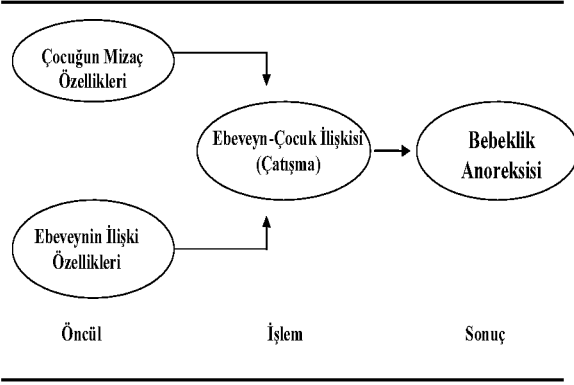 Çocuğun Mizaç
Özellikleri
Ebeveyn-Çocuk İlişkisi
(Çatışma)
Bebeklik
Anoreksisi
Ebeveynin İlişki
Özellikleri
Öncül
İşlem
Sonuç